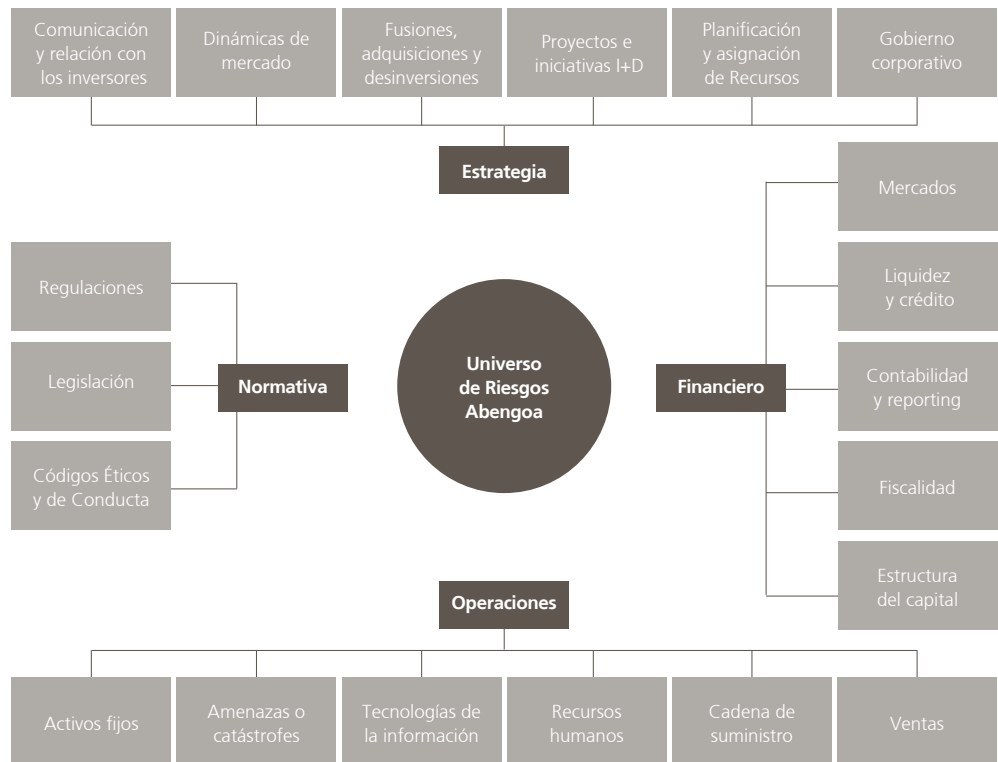 Comunicación
y relación con
los inversores
Dinámicas de
mercado
Fusiones,
adquisiciones y
desinversiones
Proyectos e
iniciativas I+D
Planificación
y asignación
de Recursos
Gobierno
corporativo
Estrategia
Mercados
Regulaciones
Liquidez
y crédito
Legislación
Normativa
Universo
de Riesgos
Abengoa
Financiero
Contabilidad
y reporting
Códigos Éticos
y de Conducta
Fiscalidad
Estructura
del capital
Operaciones
Activos fijos
Amenazas o
catástrofes
Tecnologías de
la información
Recursos
humanos
Cadena de
suministro
Ventas